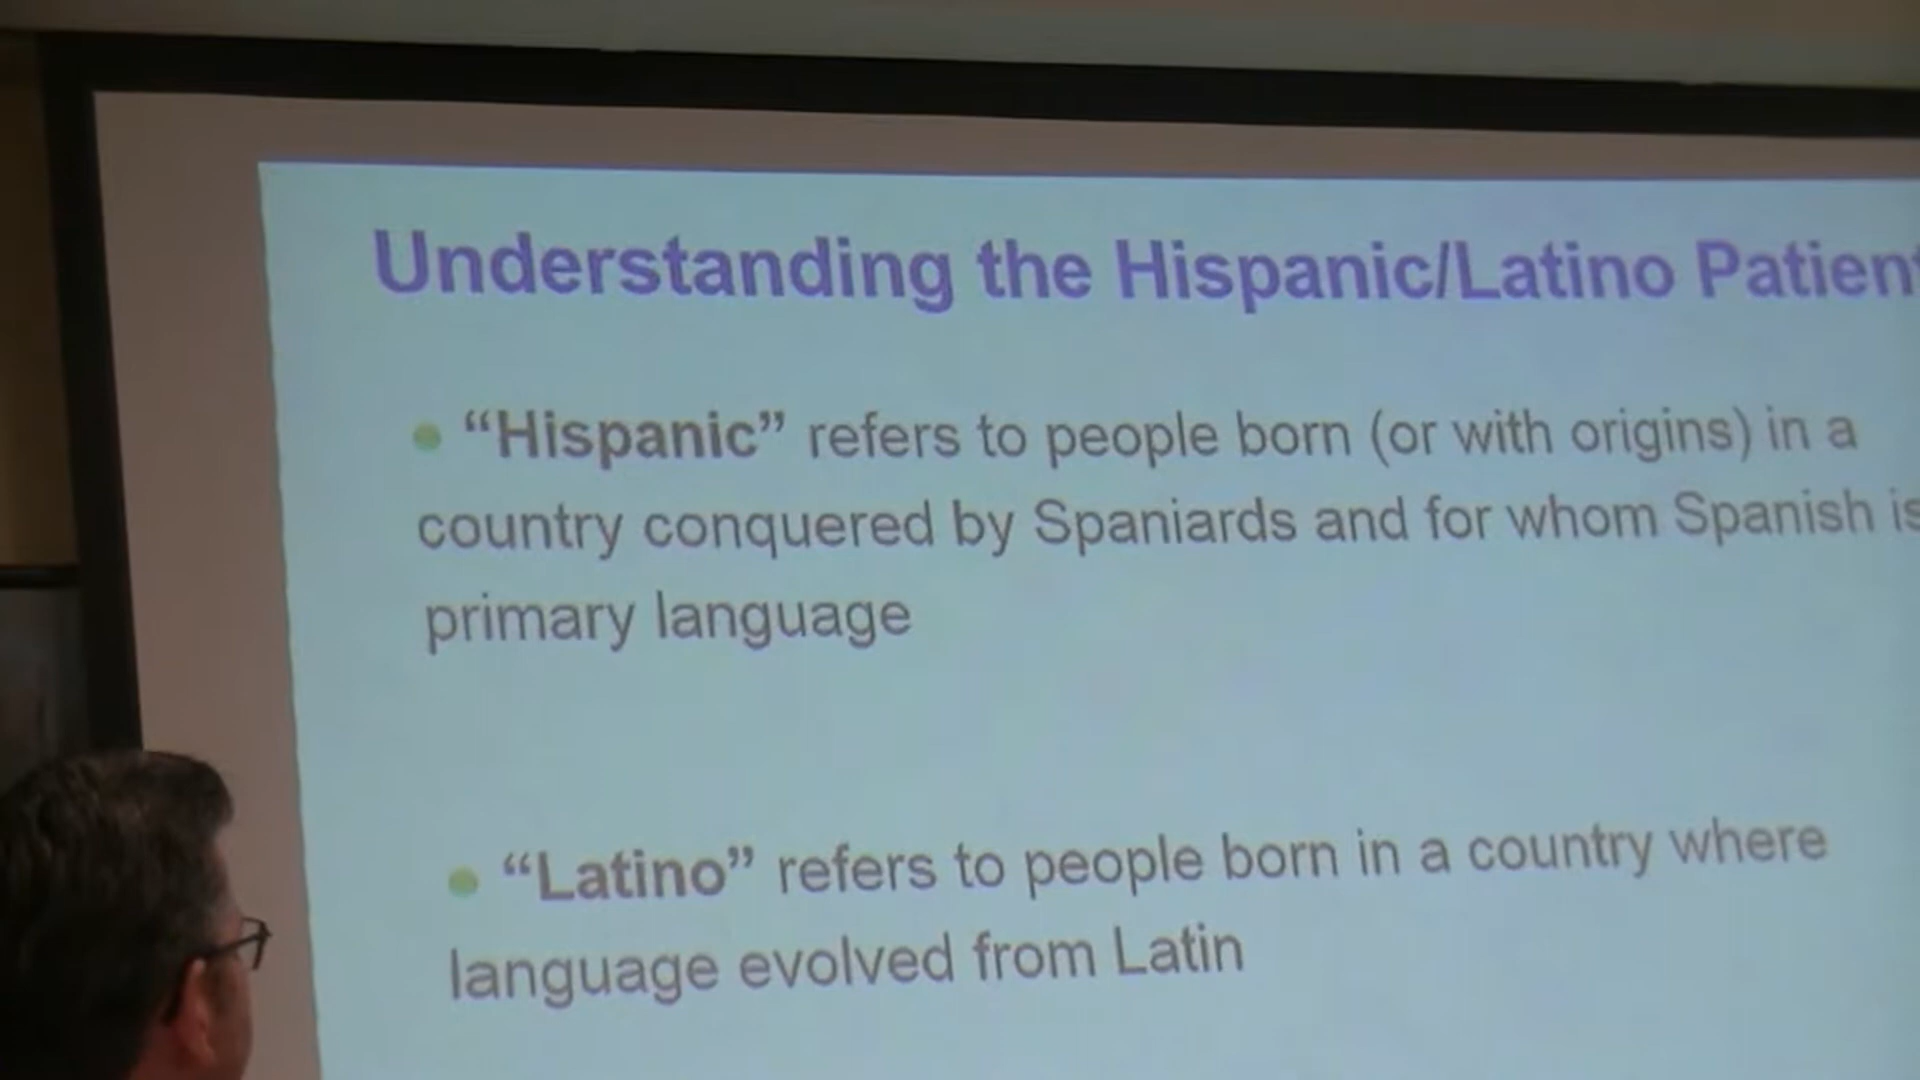 Understanding the Hispanic/Latino Patient
• “Hispanic” refers to people born (or with origins) in a
country conquered by Spaniards and for whom Spanish is
primary language
• “Latino” refers to people born in a country where
language evolved from Latin